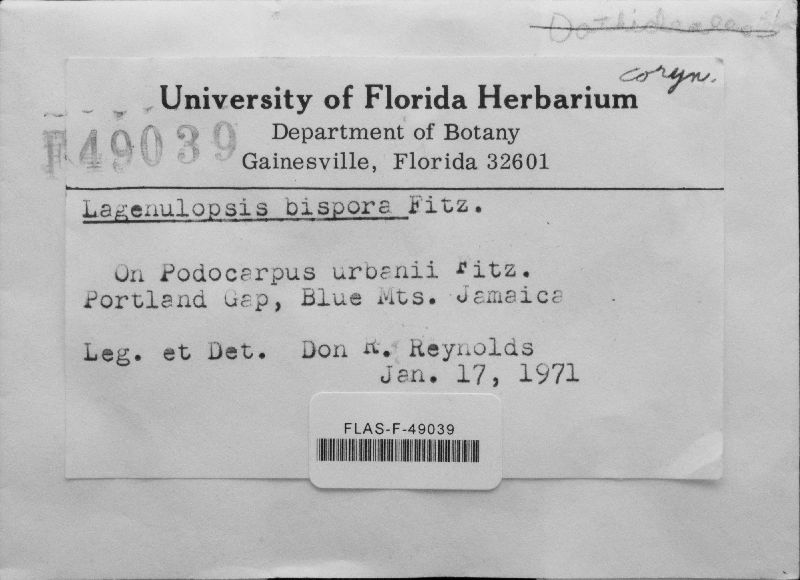 Dothideaceae
coryn.
University of Florida Herbarium
Department of Botany
F49039
Gainesville, Florida 32601
Lagenulopsis bispora Fitz.
On Podocarpus urbanii Fitz.
Portland Gap, Blue Mts. Jamaica
Leg. et Det. Don R. Reynolds
Jan. 17, 1971
FLAS-F-49039